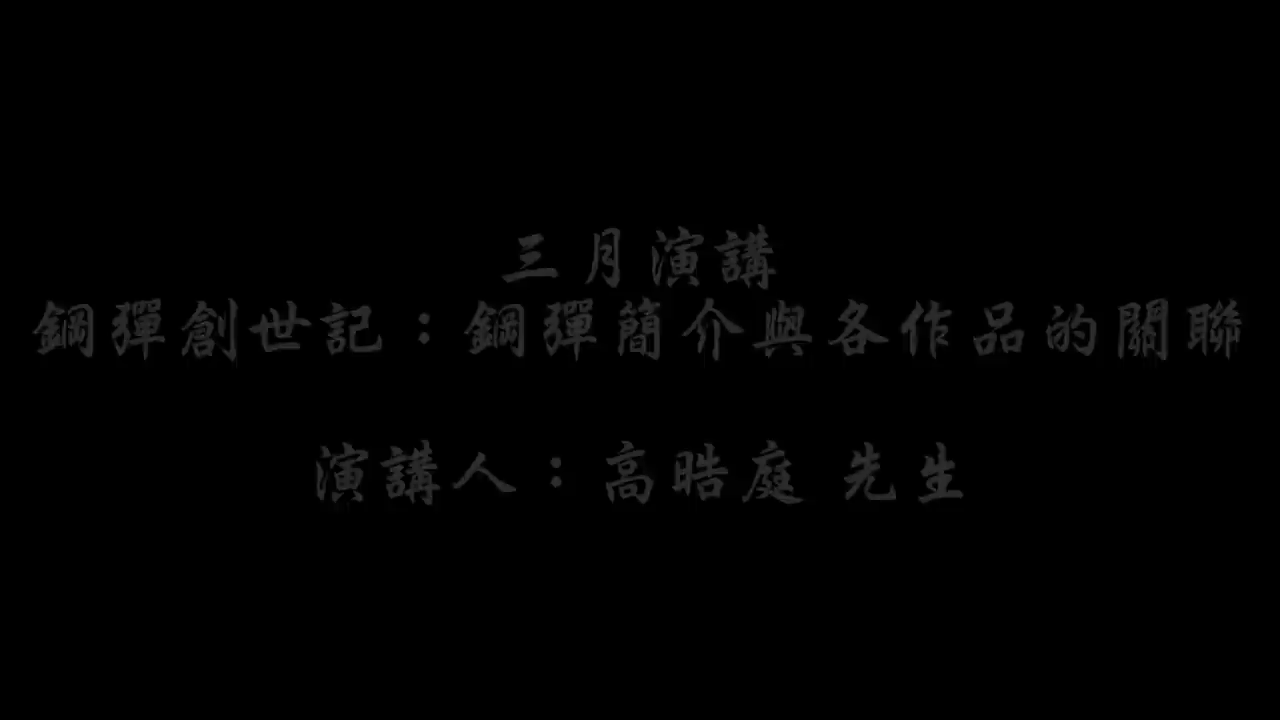 三月演講
鋼彈創世記：鋼彈簡介與各作品的關聯
演講人：高晧庭 先生